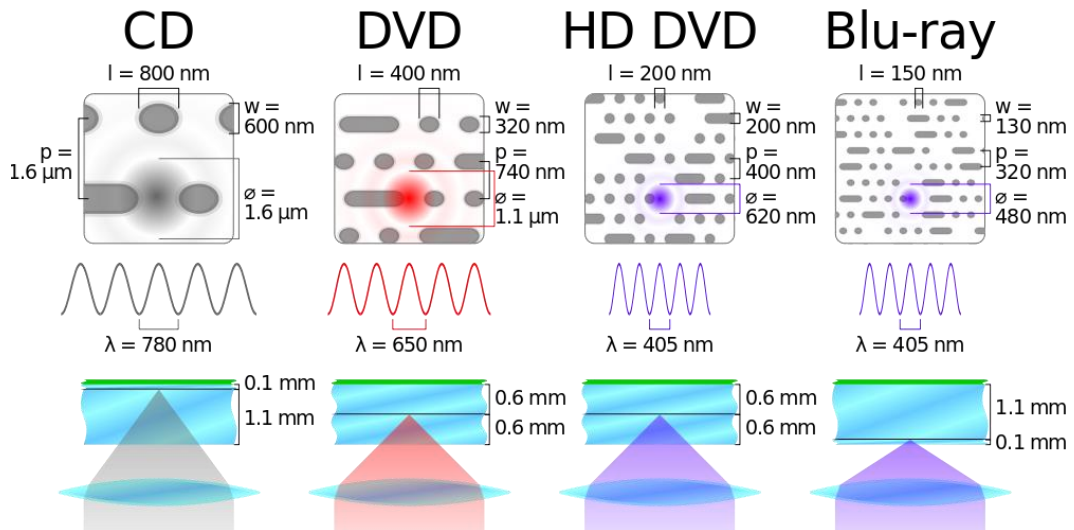 CD
l = 800 nm
w =
600 nm
p =
1.6 µm
⌀ =
1.6 µm
λ = 780 nm
0.1 mm
1.1 mm
DVD
l = 400 nm
w =
320 nm
p =
740 nm
⌀ =
1.1 µm
λ = 650 nm
0.6 mm
0.6 mm
HD DVD
l = 200 nm
w =
200 nm
p =
400 nm
⌀ =
620 nm
λ = 405 nm
0.6 mm
0.6 mm
Blu-ray
l = 150 nm
w =
130 nm
p =
320 nm
⌀ =
480 nm
λ = 405 nm
1.1 mm
0.1 mm